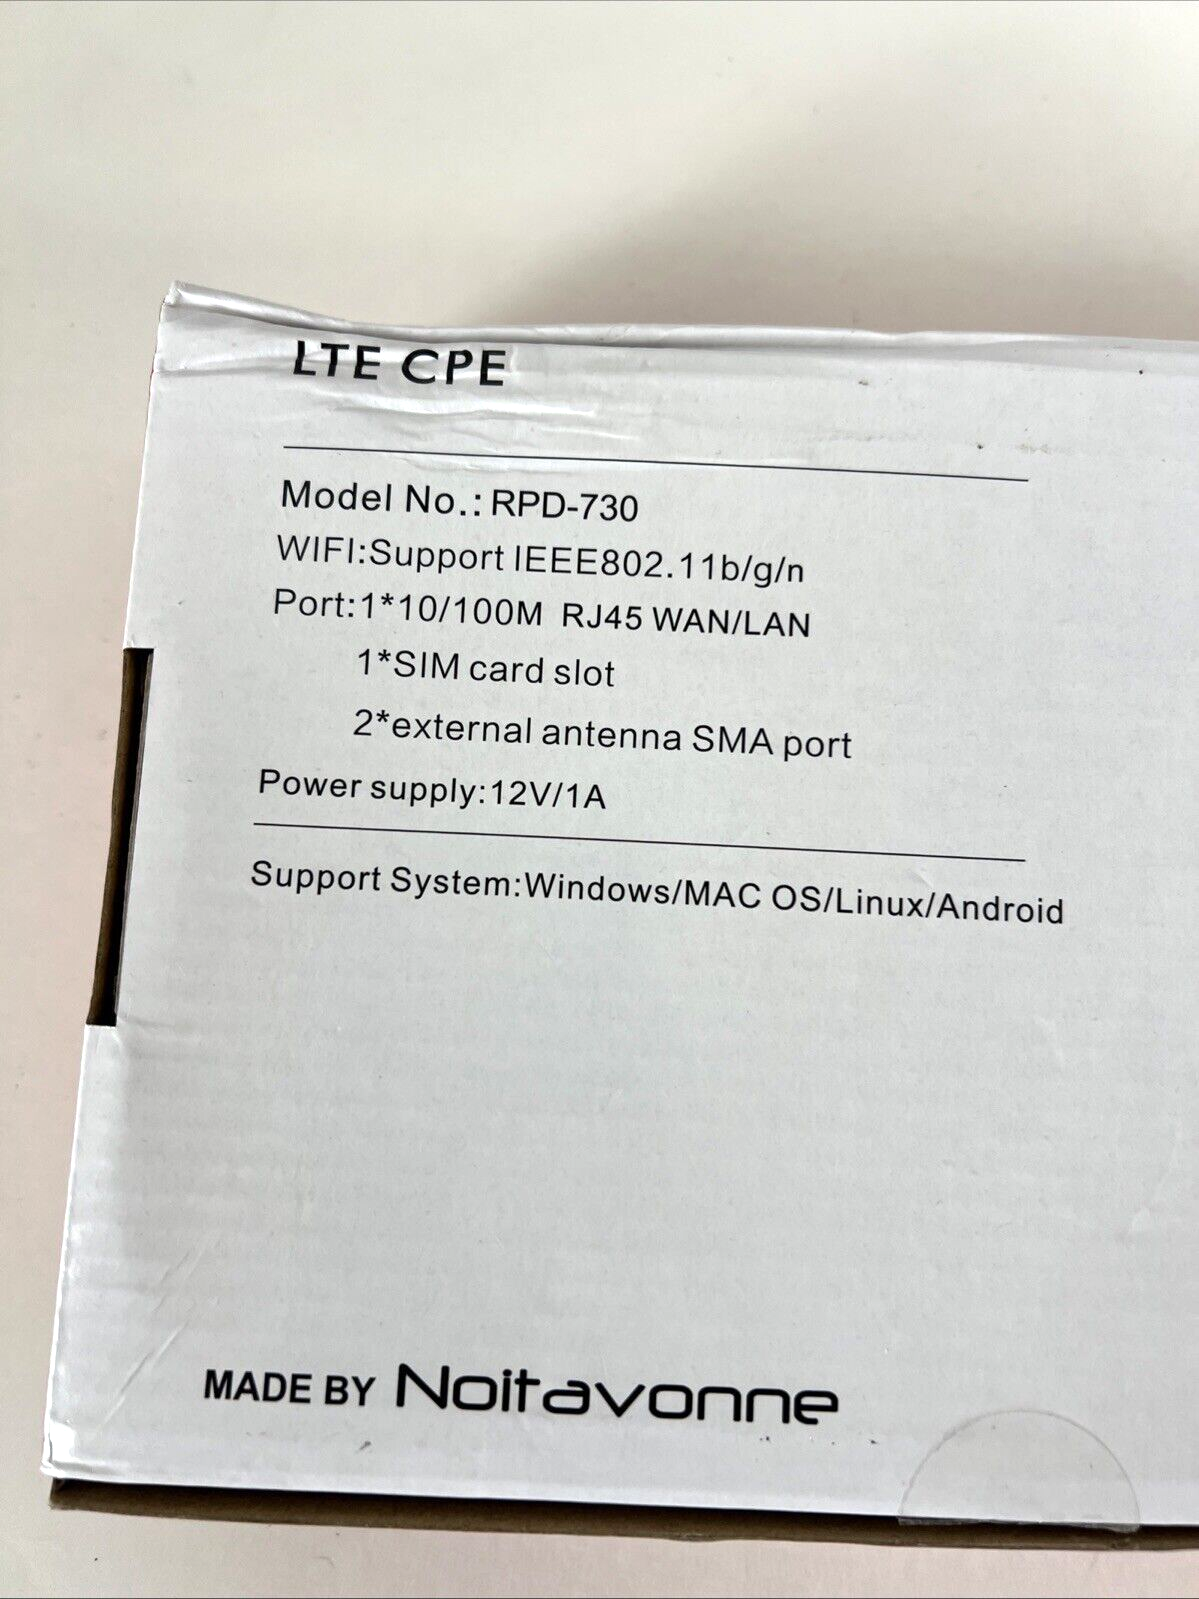 LTE CPE
Model No.: RPD-730
WIFI:Support IEEE802.11b/g/n
Port:1*10/100M RJ45 WAN/LAN
1*SIM card slot
2*external antenna SMA port
Power supply:12V/1A
Support System:Windows/MAC OS/Linux/Android
MADE BY Noitavonne